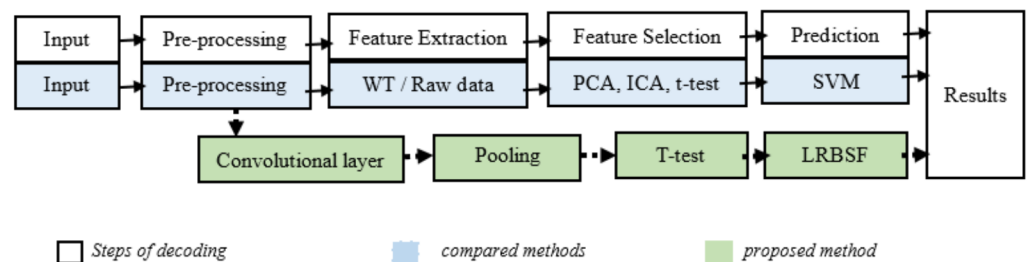 Input Pre-processing Feature Extraction Feature Selection Prediction
Input Pre-processing WT / Raw data PCA, ICA, t-test SVM
Results
Convolutional layer Pooling T-test LRBSF
Steps of decoding compared methods proposed method